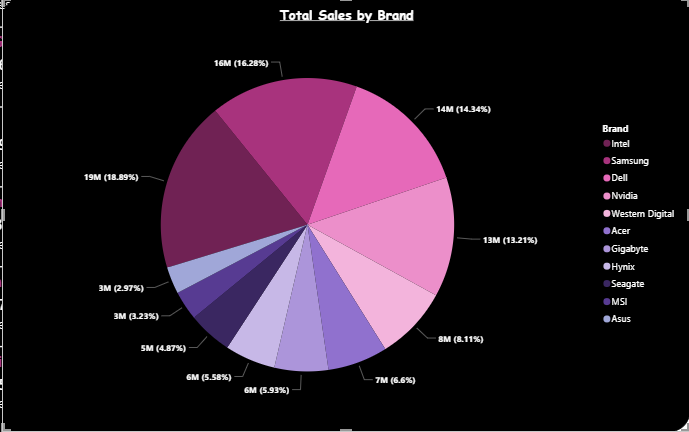 Total Sales by Brand
16M (16.28%)
14M (14.34%)
19M (18.89%)
13M (13.21%)
3M (2.97%)
3M (3.23%)
5M (4.87%)
8M (8.11%)
6M (5.58%)
7M (6.6%)
6M (5.93%)
Brand
Intel
Samsung
Dell
Nvidia
Western Digital
Acer
Gigabyte
Hynix
Seagate
MSI
Asus